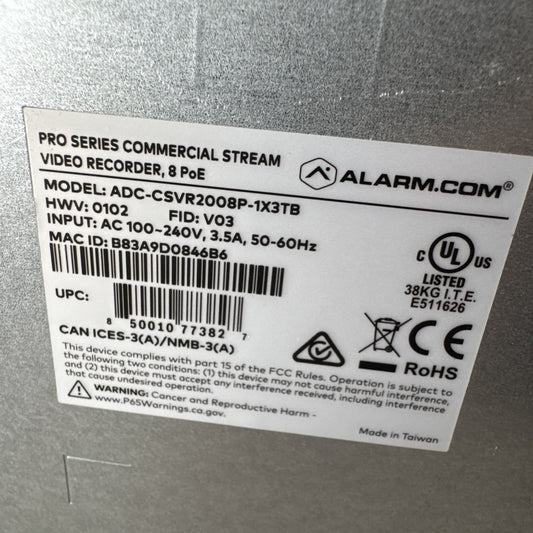 PRO SERIES COMMERCIAL STREAM
VIDEO RECORDER, 8 PoE
ALARM.COM®
MODEL: ADC-CSVR2008P-1X3TB
HWV: 0102 FID: V03
INPUT: AC 100~240V, 3.5A, 50-60Hz
MAC ID: B83A9D0846B6
C UL US
LISTED
38KG I.T.E.
E511626
UPC:
8 50010 77382 7
CAN ICES-3(A)/NMB-3(A)
CE
RoHS
This device complies with part 15 of the FCC Rules. Operation is subject to
the following two conditions: (1) this device may not cause harmful interference,
and (2) this device must accept any interference received, including interference
that cause undesired operation.
WARNING: Cancer and Reproductive Harm -
www.P65Warnings.ca.gov.
Made in Taiwan